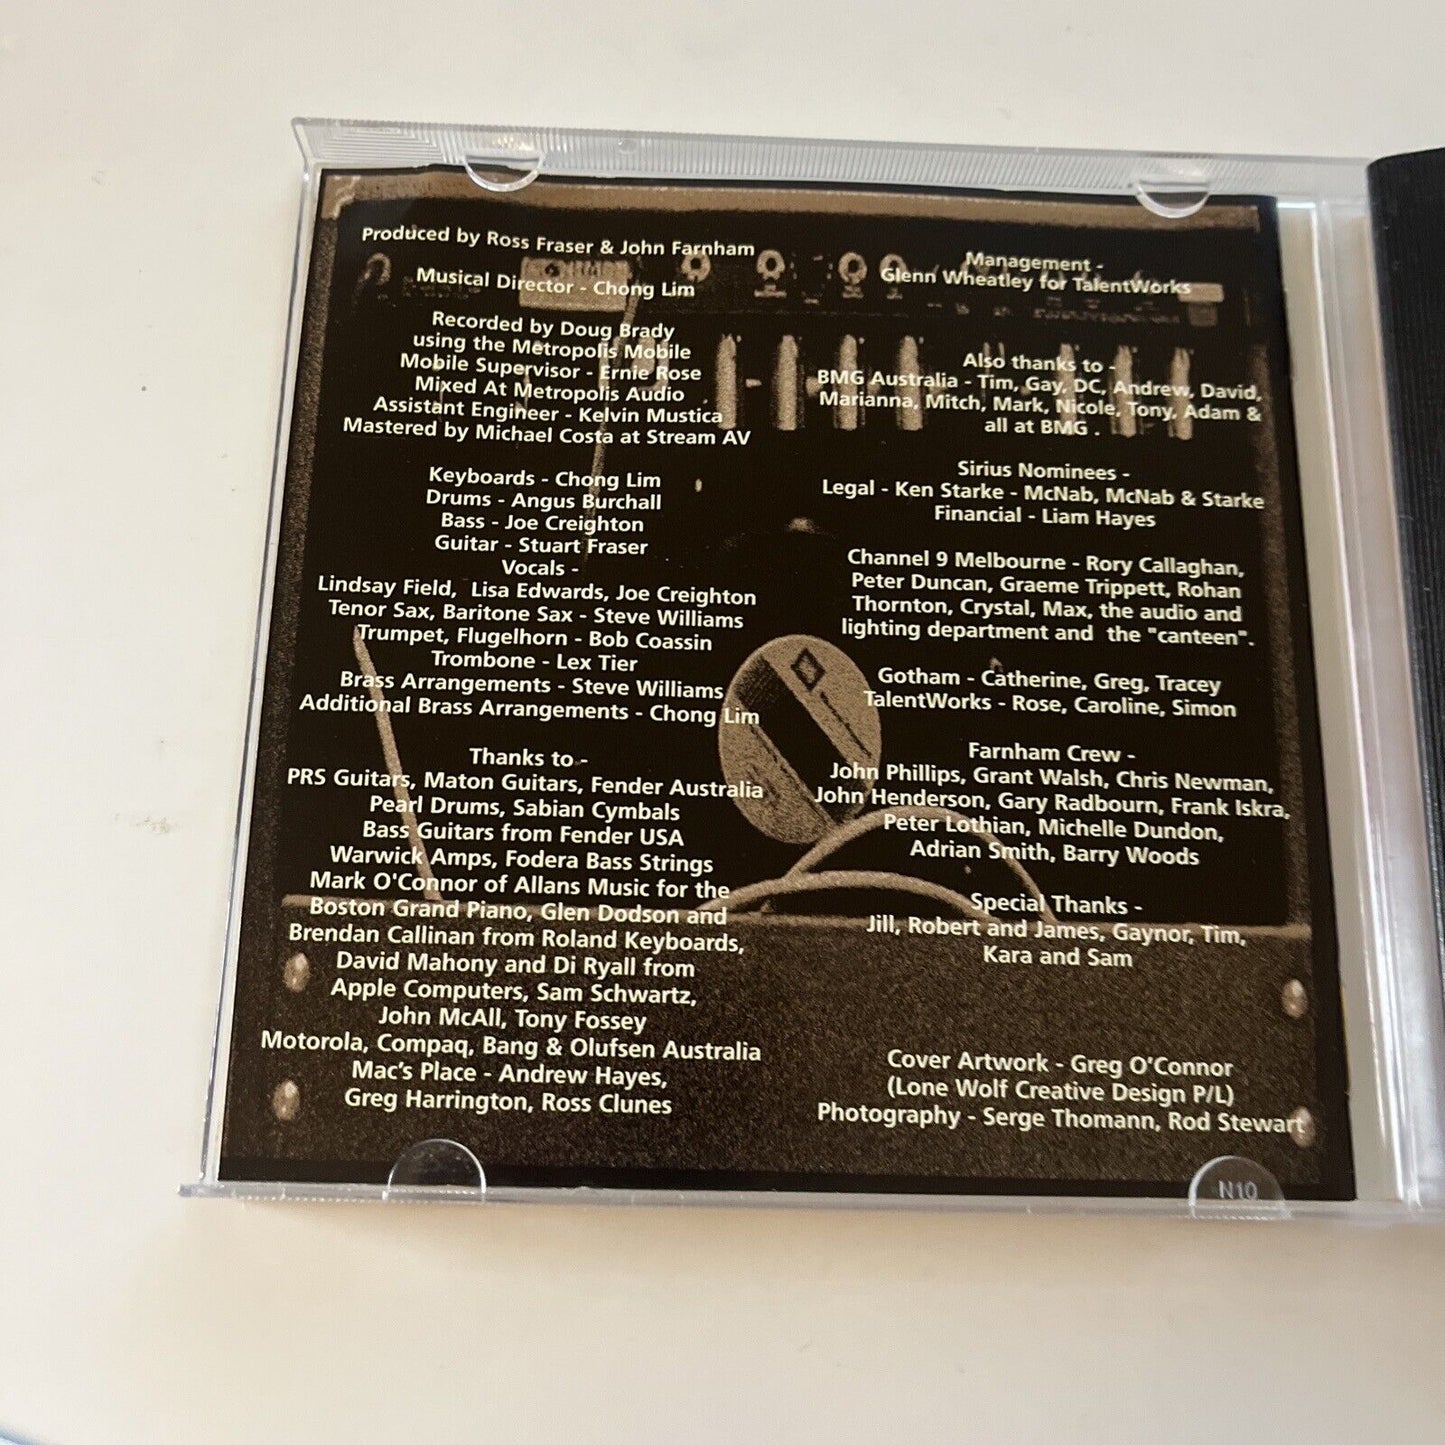 Produced by Ross Fraser & John Farnham
Musical Director - Chong Lim
Recorded by Doug Brady
using the Metropolis Mobile
Mobile Supervisor - Ernie Rose
Mixed At Metropolis Audio
Assistant Engineer - Kelvin Mustica
Mastered by Michael Costa at Stream AV
Keyboards - Chong Lim
Drums - Angus Burchall
Bass - Joe Creighton
Guitar - Stuart Fraser
Vocals -
Lindsay Field, Lisa Edwards, Joe Creighton
Tenor Sax, Baritone Sax - Steve Williams
Trumpet, Flugelhorn - Bob Coassin
Trombone - Lex Tier
Brass Arrangements - Steve Williams
Additional Brass Arrangements - Chong Lim
Thanks to -
PRS Guitars, Maton Guitars, Fender Australia
Pearl Drums, Sabian Cymbals
Bass Guitars from Fender USA
Warwick Amps, Fodera Bass Strings
Mark O'Connor of Allans Music for the
Boston Grand Piano, Glen Dodson and
Brendan Callinan from Roland Keyboards,
David Mahony and Di Ryall from
Apple Computers, Sam Schwartz,
John McAll, Tony Fossey
Motorola, Compaq, Bang & Olufsen Australia
Mac's Place - Andrew Hayes,
Greg Harrington, Ross Clunes
Management -
Glenn Wheatley for TalentWorks
Also thanks to -
BMG Australia - Tim, Gay, DC, Andrew, David,
Marianna, Mitch, Mark, Nicole, Tony, Adam &
all at BMG .
Sirius Nominees -
Legal - Ken Starke - McNab, McNab & Starke
Financial - Liam Hayes
Channel 9 Melbourne - Rory Callaghan,
Peter Duncan, Graeme Trippett, Rohan
Thornton, Crystal, Max, the audio and
lighting department and the "canteen".
Gotham - Catherine, Greg, Tracey
TalentWorks - Rose, Caroline, Simon
Farnham Crew -
John Phillips, Grant Walsh, Chris Newman,
John Henderson, Gary Radbourn, Frank Iskra,
Peter Lothian, Michelle Dundon,
Adrian Smith, Barry Woods
Special Thanks -
Jill, Robert and James, Gaynor, Tim,
Kara and Sam
Cover Artwork - Greg O'Connor
(Lone Wolf Creative Design P/L)
Photography - Serge Thomann, Rod Stewart
N10